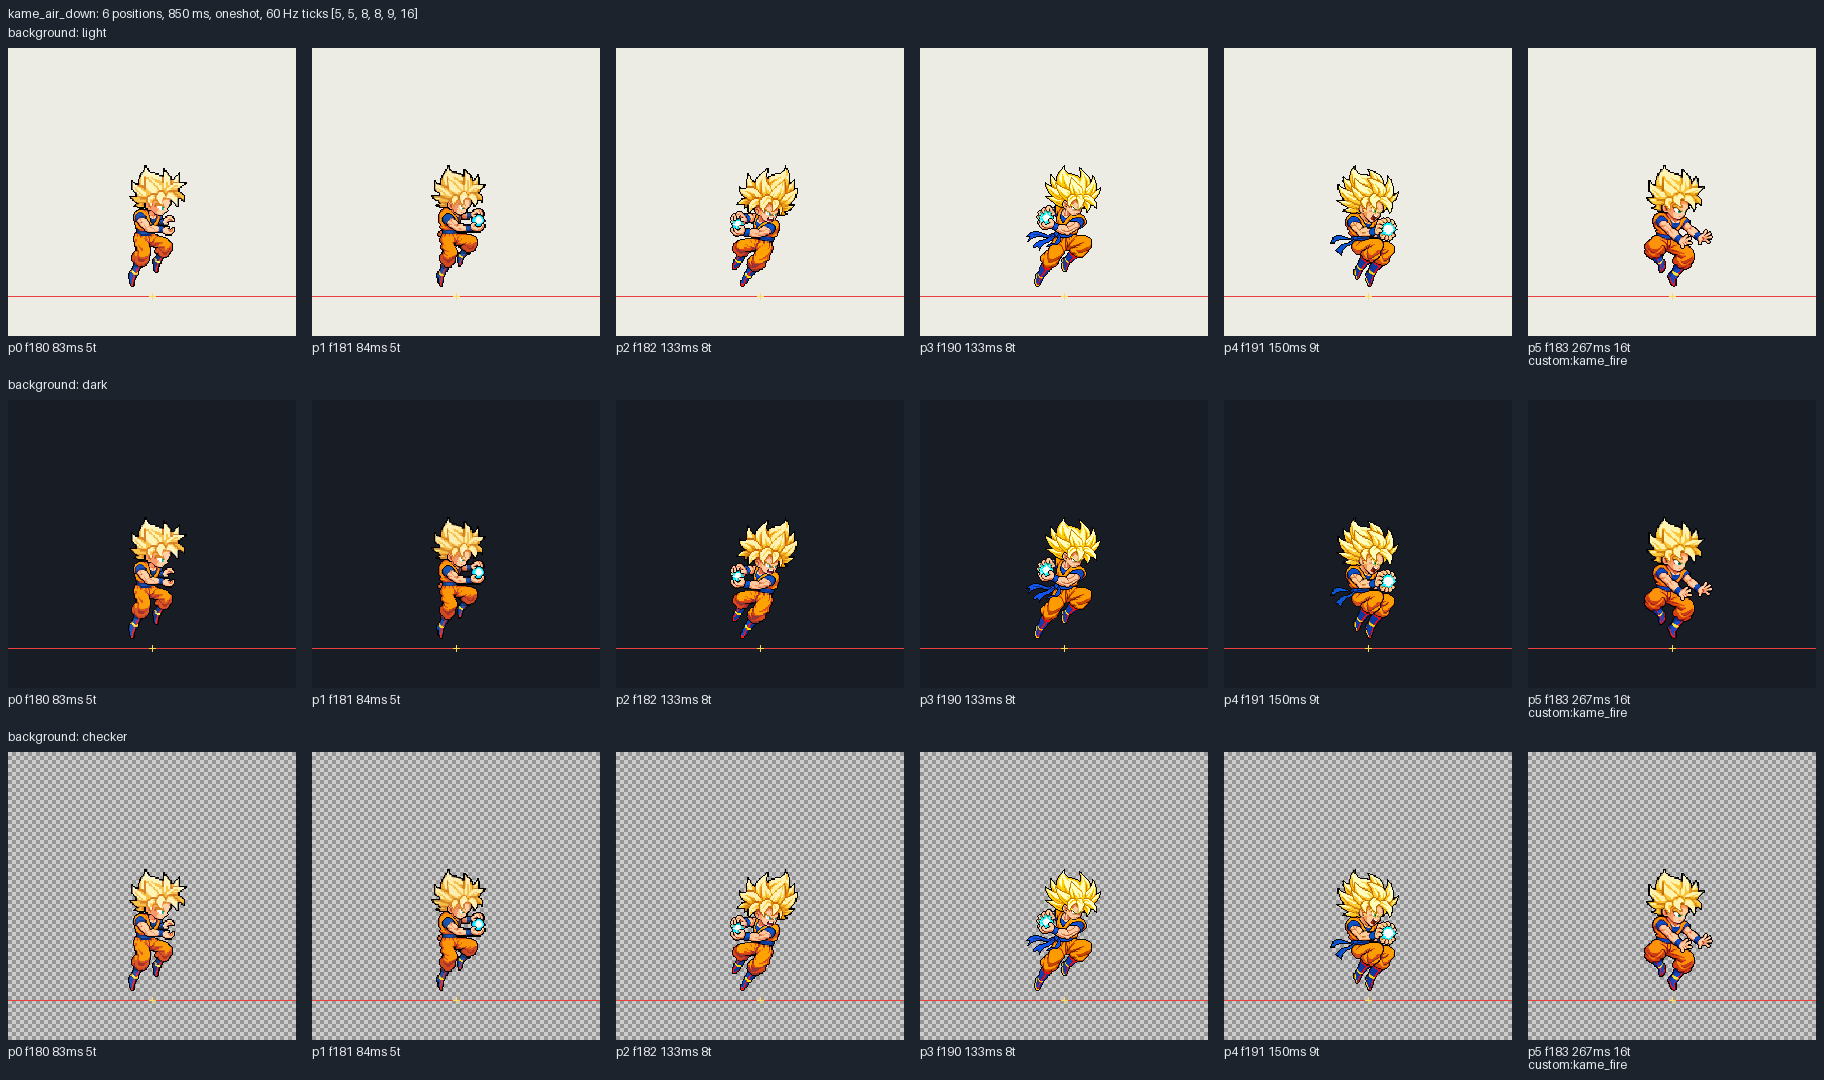 kame_air_down: 6 positions, 850 ms, oneshot, 60 Hz ticks [5, 5, 8, 8, 9, 16]
background: light
p0 f180 83ms 5t
p1 f181 84ms 5t
p2 f182 133ms 8t
p3 f190 133ms 8t
p4 f191 150ms 9t
p5 f183 267ms 16t
custom:kame_fire
background: dark
p0 f180 83ms 5t
p1 f181 84ms 5t
p2 f182 133ms 8t
p3 f190 133ms 8t
p4 f191 150ms 9t
p5 f183 267ms 16t
custom:kame_fire
background: checker
p0 f180 83ms 5t
p1 f181 84ms 5t
p2 f182 133ms 8t
p3 f190 133ms 8t
p4 f191 150ms 9t
p5 f183 267ms 16t
custom:kame_fire